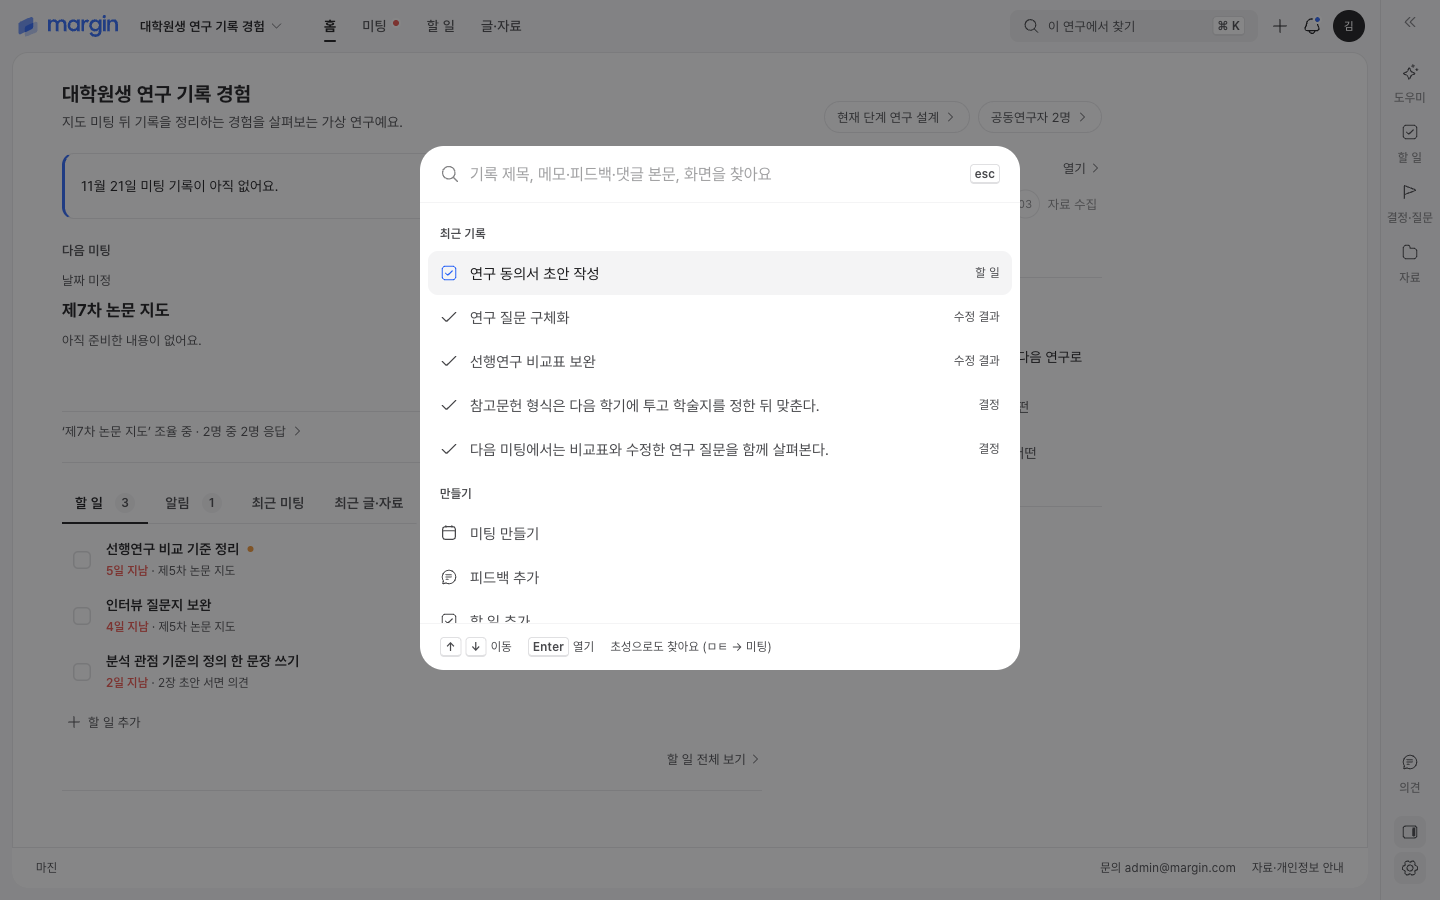 margin
대학원생 연구 기록 경험
홈
미팅
할 일
글·자료
이 연구에서 찾기
⌘ K
김
대학원생 연구 기록 경험
지도 미팅 뒤 기록을 정리하는 경험을 살펴보는 가상 연구예요.
현재 단계 연구 설계
공동연구자 2명
11월 21일 미팅 기록이 아직 없어요.
열기
03
자료 수집
다음 미팅
날짜 미정
제7차 논문 지도
아직 준비한 내용이 없어요.
다음 연구로
‘제7차 논문 지도’ 조율 중 · 2명 중 2명 응답
할 일 3
알림 1
최근 미팅
최근 글·자료
선행연구 비교 기준 정리
5일 지남 · 제5차 논문 지도
인터뷰 질문지 보완
4일 지남 · 제5차 논문 지도
분석 관점 기준의 정의 한 문장 쓰기
2일 지남 · 2장 초안 서면 의견
할 일 추가
할 일 전체 보기
마진
문의 admin@margin.com
자료·개인정보 안내
도우미
할 일
결정·질문
자료
의견
기록 제목, 메모·피드백·댓글 본문, 화면을 찾아요
esc
최근 기록
연구 동의서 초안 작성
할 일
연구 질문 구체화
수정 결과
선행연구 비교표 보완
수정 결과
참고문헌 형식은 다음 학기에 투고 학술지를 정한 뒤 맞춘다.
결정
다음 미팅에서는 비교표와 수정한 연구 질문을 함께 살펴본다.
결정
만들기
미팅 만들기
피드백 추가
할 일 추가
↑ ↓ 이동
Enter 열기
초성으로도 찾아요 (ㅁㅌ → 미팅)